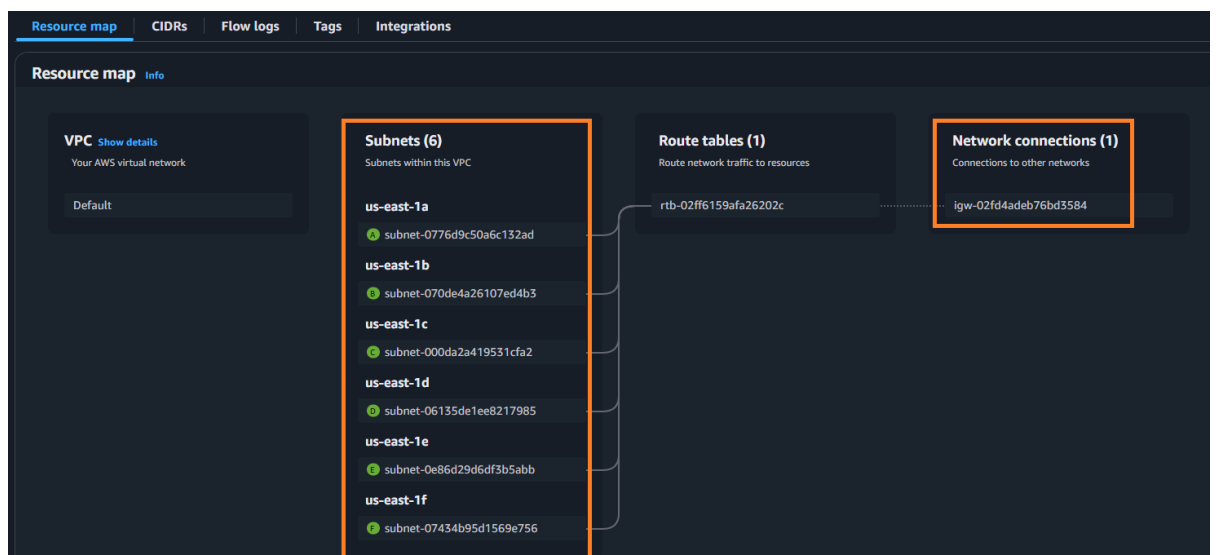 Resource map
CIDRs
Flow logs
Tags
Integrations
Resource map Info
VPC Show details
Your AWS virtual network
Default
Subnets (6)
Subnets within this VPC
us-east-1a
A subnet-0776d9c50a6c132ad
us-east-1b
B subnet-070de4a26107ed4b3
us-east-1c
C subnet-000da2a419531cfa2
us-east-1d
D subnet-06135de1ee8217985
us-east-1e
E subnet-0e86d29d6df3b5abb
us-east-1f
F subnet-07434b95d1569e756
Route tables (1)
Route network traffic to resources
rtb-02ff6159afa26202c
Network connections (1)
Connections to other networks
igw-02fd4adeb76bd3584